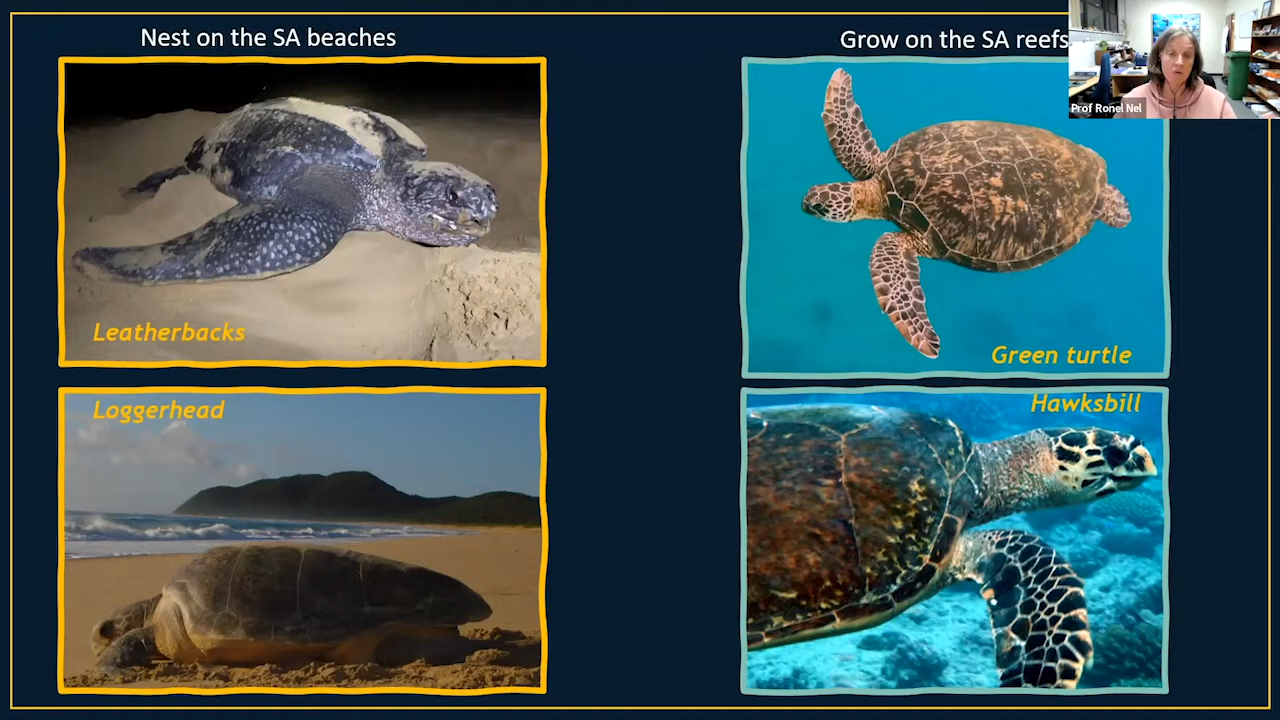 Nest on the SA beaches
Grow on the SA reefs
Prof Ronel Nel
Leatherbacks
Green turtle
Loggerhead
Hawksbill